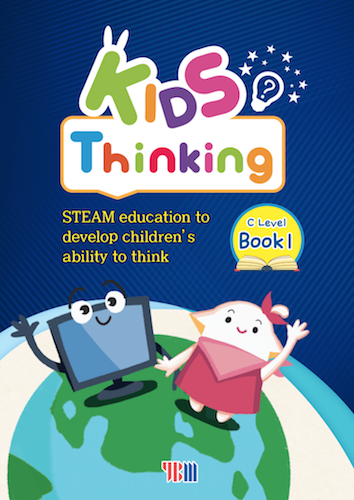 KIDS
Thinking
STEAM education to
develop children's
ability to think
C Level
Book 1
YBM